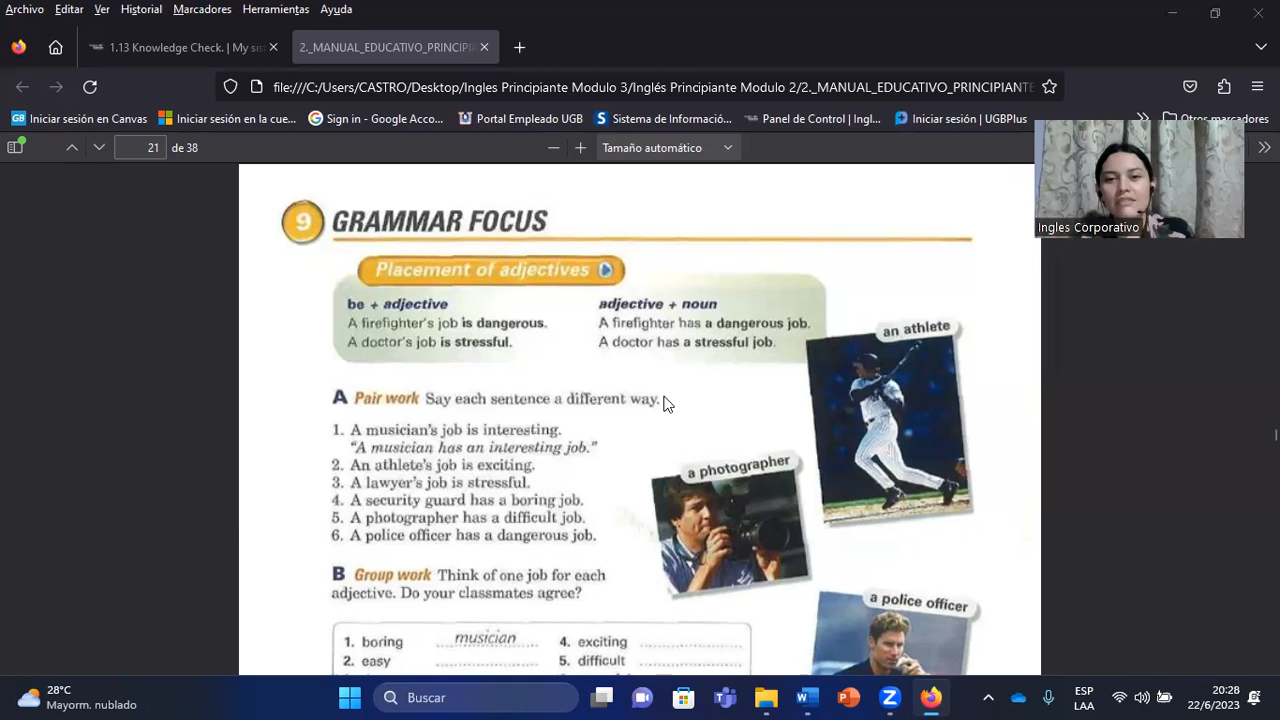 Archivo Editar Ver Historial Marcadores Herramientas Ayuda
1.13 Knowledge Check. | My sis
2._MANUAL_EDUCATIVO_PRINCIPI
file:///C:/Users/CASTRO/Desktop/Ingles Principiante Modulo 3/Inglés Principiante Modulo 2/2._MANUAL_EDUCATIVO_PRINCIPIANTE
GB Iniciar sesión en Canvas
Iniciar sesión en la cue...
Sign in - Google Acco...
Portal Empleado UGB
Sistema de Informació...
Panel de Control | Ingl...
Iniciar sesión | UGBPlus
Otros marcadores
21 de 38
Tamaño automático
Ingles Corporativo
9 GRAMMAR FOCUS
Placement of adjectives
be + adjective
A firefighter's job is dangerous.
A doctor's job is stressful.
adjective + noun
A firefighter has a dangerous job.
A doctor has a stressful job.
an athlete
A Pair work Say each sentence a different way.
1. A musician's job is interesting.
"A musician has an interesting job."
2. An athlete's job is exciting.
3. A lawyer's job is stressful.
4. A security guard has a boring job.
5. A photographer has a difficult job.
6. A police officer has a dangerous job.
a photographer
B Group work Think of one job for each
adjective. Do your classmates agree?
a police officer
1. boring musician 4. exciting
2. easy 5. difficult
28°C
Mayorm. nublado
Buscar
ESP
LAA
20:28
22/6/2023